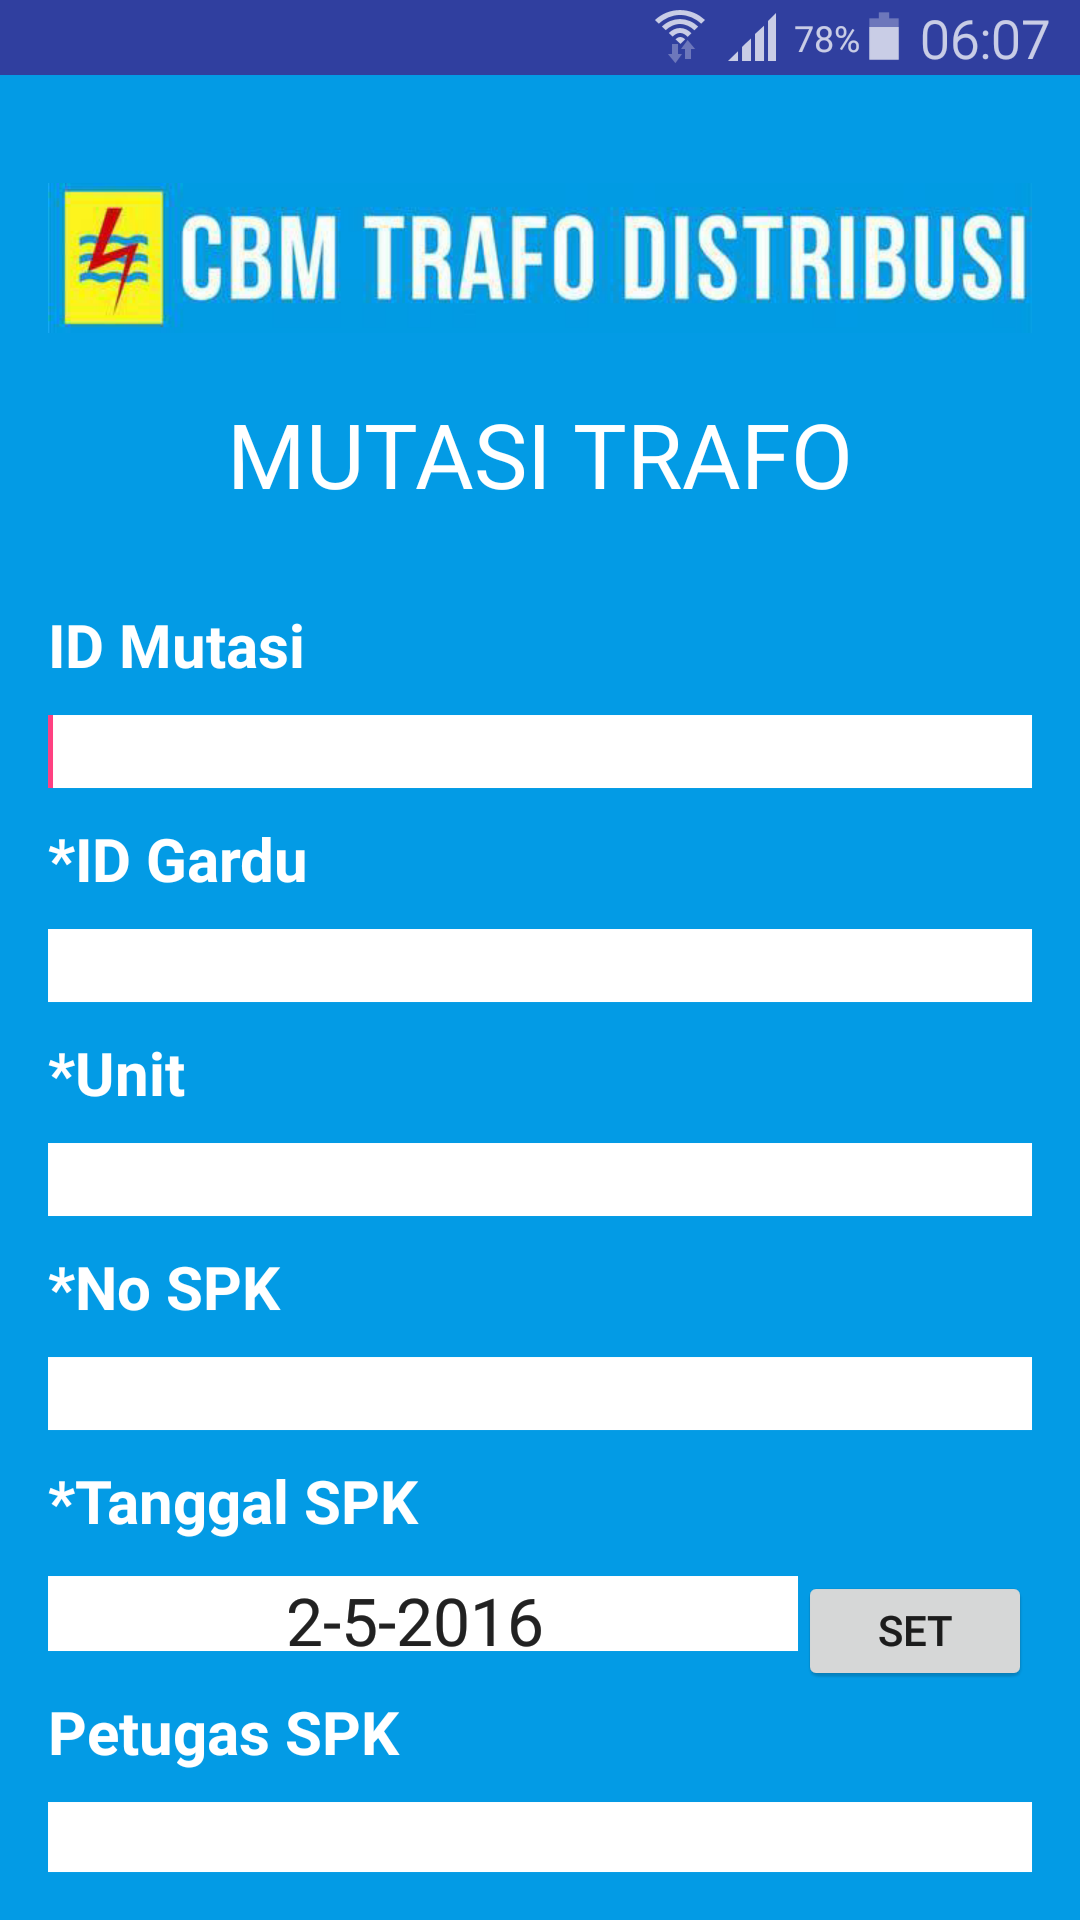 78% 06:07
CBM TRAFO DISTRIBUSI
MUTASI TRAFO
ID Mutasi
*ID Gardu
*Unit
*No SPK
*Tanggal SPK
2-5-2016 SET
Petugas SPK